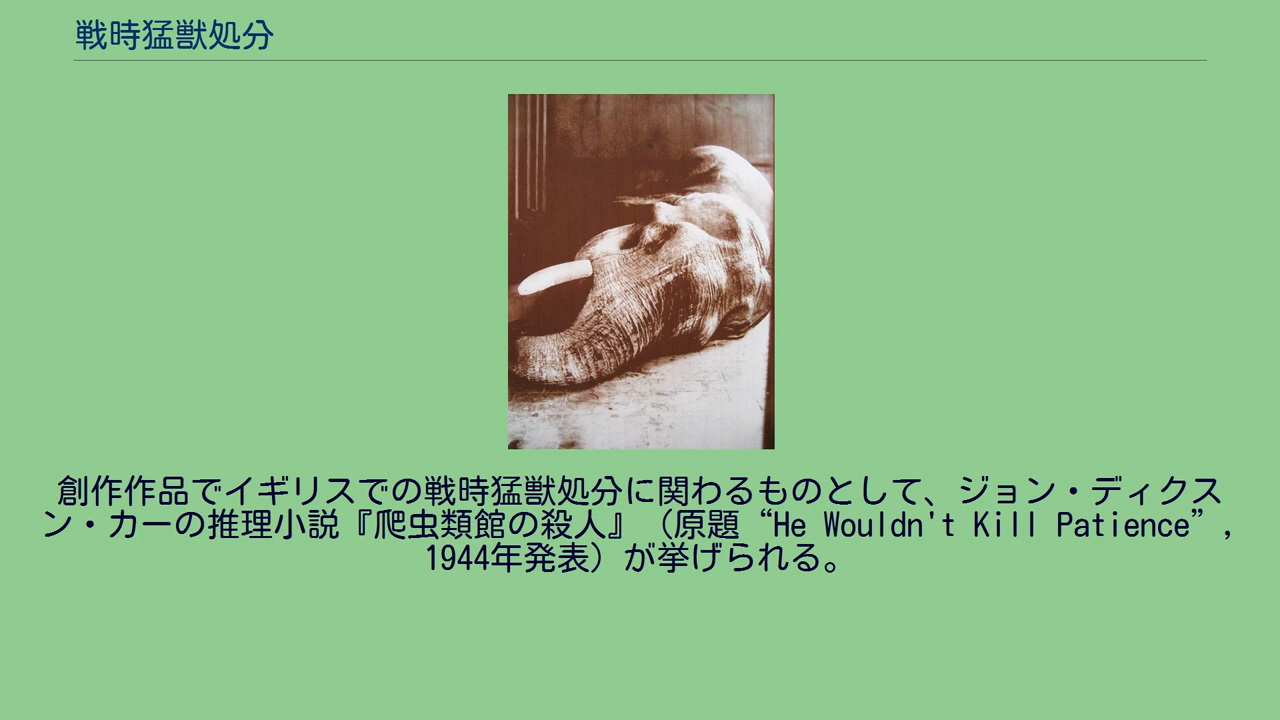 戦時猛獣処分
創作作品でイギリスでの戦時猛獣処分に関わるものとして、ジョン・ディクス
ン・カーの推理小説『爬虫類館の殺人』（原題“He Wouldn't Kill Patience”,
1944年発表）が挙げられる。